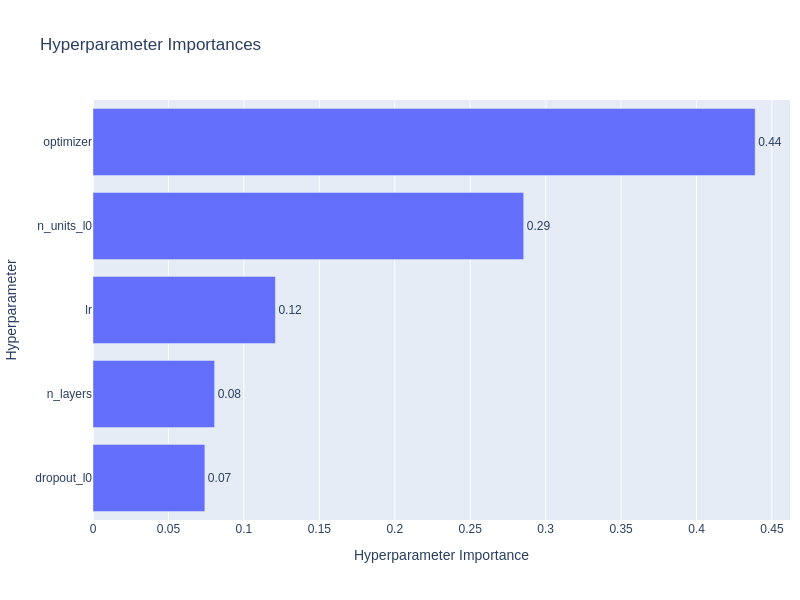 Hyperparameter Importances
Hyperparameter
optimizer
0.44
n_units_l0
0.29
lr
0.12
n_layers
0.08
dropout_l0
0.07
0
0.05
0.1
0.15
0.2
0.25
0.3
0.35
0.4
0.45
Hyperparameter Importance